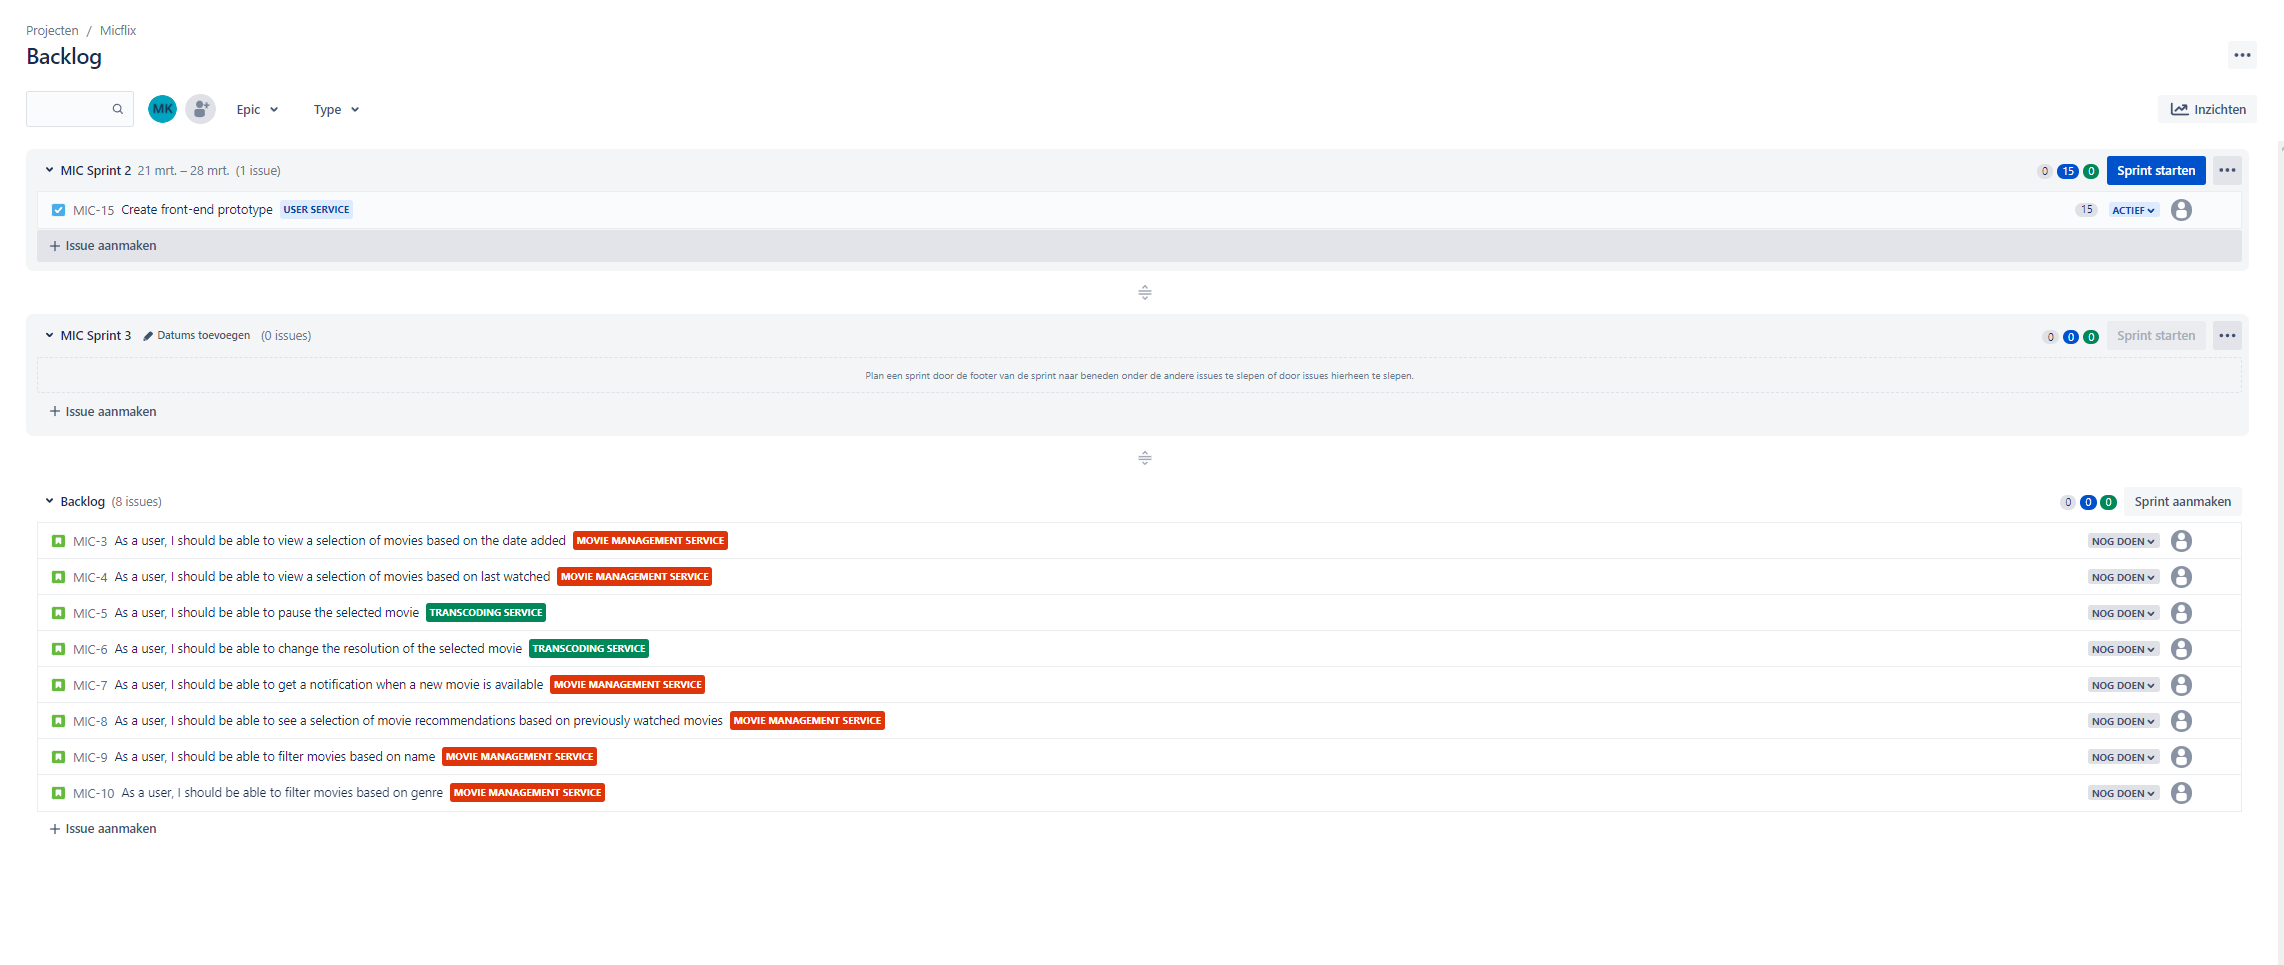 Projecten / Micflix
Backlog
MK Epic Type Inzichten
MIC Sprint 2 21 mrt. – 28 mrt. (1 issue) 0 15 0 Sprint starten
MIC-15 Create front-end prototype USER SERVICE 15 ACTIEF
+ Issue aanmaken
MIC Sprint 3 Datums toevoegen (0 issues) 0 0 0 Sprint starten
Plan een sprint door de footer van de sprint naar beneden onder de andere issues te slepen of door issues hierheen te slepen.
+ Issue aanmaken
Backlog (8 issues) 0 0 0 Sprint aanmaken
MIC-3 As a user, I should be able to view a selection of movies based on the date added MOVIE MANAGEMENT SERVICE NOG DOEN
MIC-4 As a user, I should be able to view a selection of movies based on last watched MOVIE MANAGEMENT SERVICE NOG DOEN
MIC-5 As a user, I should be able to pause the selected movie TRANSCODING SERVICE NOG DOEN
MIC-6 As a user, I should be able to change the resolution of the selected movie TRANSCODING SERVICE NOG DOEN
MIC-7 As a user, I should be able to get a notification when a new movie is available MOVIE MANAGEMENT SERVICE NOG DOEN
MIC-8 As a user, I should be able to see a selection of movie recommendations based on previously watched movies MOVIE MANAGEMENT SERVICE NOG DOEN
MIC-9 As a user, I should be able to filter movies based on name MOVIE MANAGEMENT SERVICE NOG DOEN
MIC-10 As a user, I should be able to filter movies based on genre MOVIE MANAGEMENT SERVICE NOG DOEN
+ Issue aanmaken